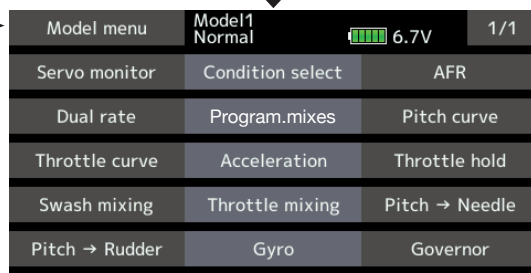 Model menu
Model1
Normal
6.7V
1/1
Servo monitor
Condition select
AFR
Dual rate
Program.mixes
Pitch curve
Throttle curve
Acceleration
Throttle hold
Swash mixing
Throttle mixing
Pitch → Needle
Pitch → Rudder
Gyro
Governor